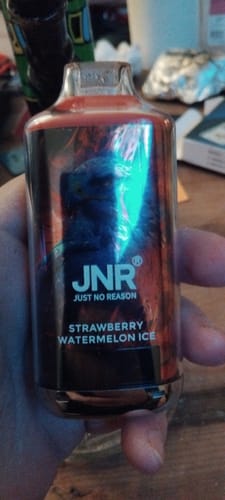 JNR®
JUST NO REASON
STRAWBERRY
WATERMELON ICE